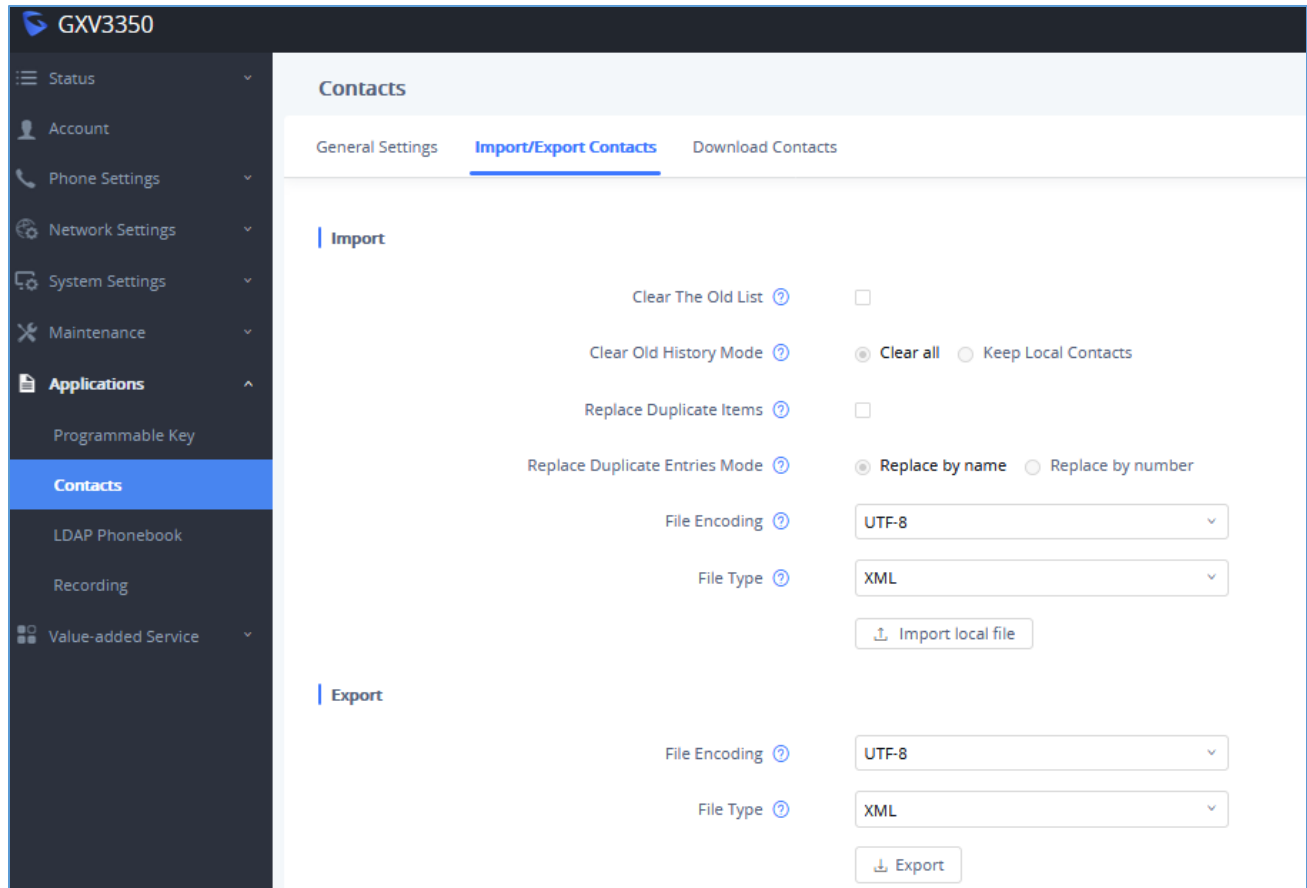 GXV3350
Status
Account
Phone Settings
Network Settings
System Settings
Maintenance
Applications
Programmable Key
Contacts
LDAP Phonebook
Recording
Value-added Service
Contacts
General Settings Import/Export Contacts Download Contacts
Import
Clear The Old List ?
Clear Old History Mode ? Clear all Keep Local Contacts
Replace Duplicate Items ?
Replace Duplicate Entries Mode ? Replace by name Replace by number
File Encoding ? UTF-8
File Type ? XML
Import local file
Export
File Encoding ? UTF-8
File Type ? XML
Export